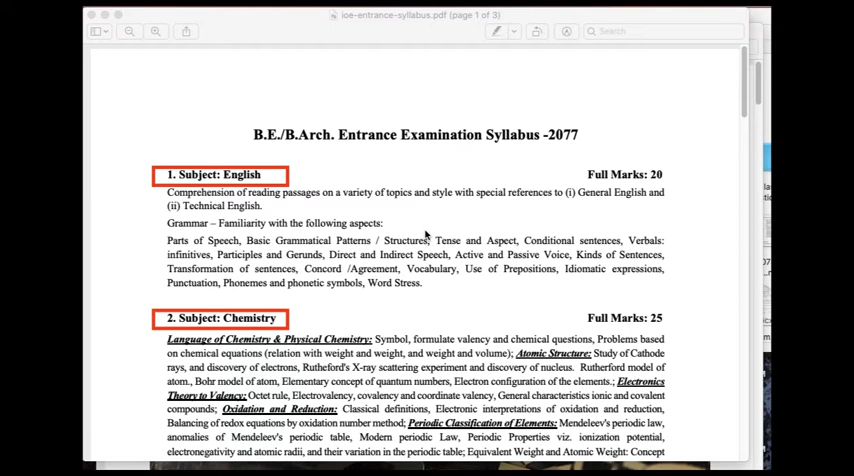 ioe-entrance-syllabus.pdf (page 1 of 3)
Search
B.E./B.Arch. Entrance Examination Syllabus -2077
1. Subject: English Full Marks: 20
Comprehension of reading passages on a variety of topics and style with special references to (i) General English and
(ii) Technical English.
Grammar – Familiarity with the following aspects:
Parts of Speech, Basic Grammatical Patterns / Structures, Tense and Aspect, Conditional sentences, Verbals:
infinitives, Participles and Gerunds, Direct and Indirect Speech, Active and Passive Voice, Kinds of Sentences,
Transformation of sentences, Concord /Agreement, Vocabulary, Use of Prepositions, Idiomatic expressions,
Punctuation, Phonemes and phonetic symbols, Word Stress.
2. Subject: Chemistry Full Marks: 25
Language of Chemistry & Physical Chemistry: Symbol, formulate valency and chemical questions, Problems based
on chemical equations (relation with weight and weight, and weight and volume); Atomic Structure: Study of Cathode
rays, and discovery of electrons, Rutheford's X-ray scattering experiment and discovery of nucleus. Rutherford model of
atom., Bohr model of atom, Elementary concept of quantum numbers, Electron configuration of the elements.; Electronics
Theory to Valency: Octet rule, Electrovalency, covalency and coordinate valency, General characteristics ionic and covalent
compounds; Oxidation and Reduction: Classical definitions, Electronic interpretations of oxidation and reduction,
Balancing of redox equations by oxidation number method; Periodic Classification of Elements: Mendeleev's periodic law,
anomalies of Mendeleev's periodic table, Modern periodic Law, Periodic Properties viz. ionization potential,
electronegativity and atomic radii, and their variation in the periodic table; Equivalent Weight and Atomic Weight: Concept